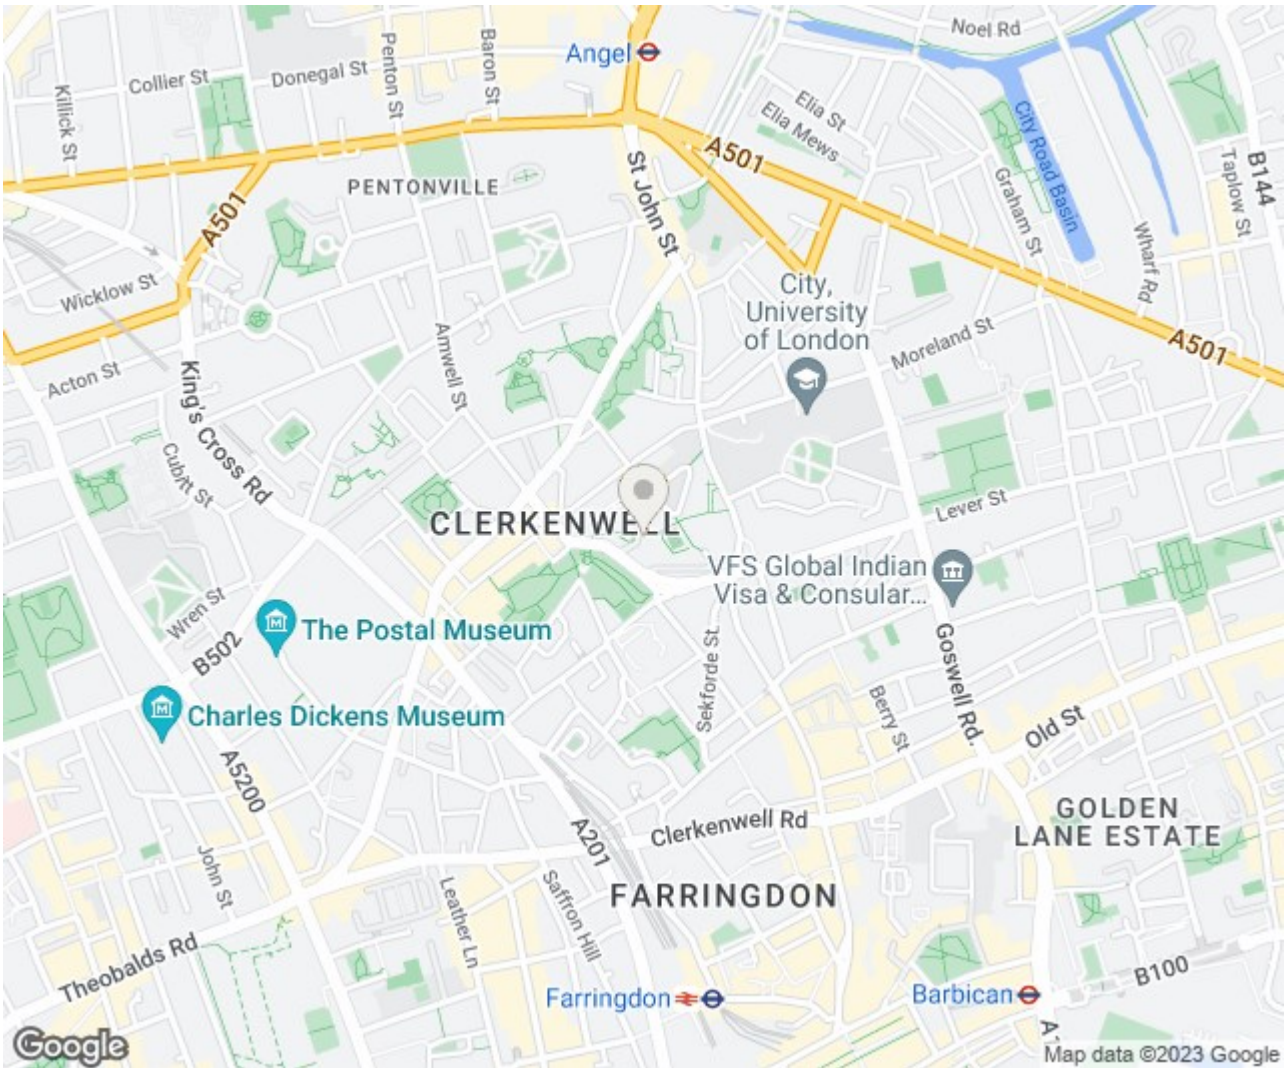 Noel Rd
Angel
Collier St
Donegal St
Penton St
Baron St
Killick St
Elia St
Elia Mews
City Road Basin
A501
B144
Taplow St
St John St
PENTONVILLE
Graham St
A501
Wharf Rd
Wicklow St
City,
University
of London
Moreland St
A501
Amwell St
Acton St
King's Cross Rd
Cubitt St
Lever St
CLERKENWELL
VFS Global Indian
Visa & Consular...
Wren St
The Postal Museum
B502
Sekforde St
Goswell Rd.
Charles Dickens Museum
Berry St
Old St
A5200
Clerkenwell Rd
GOLDEN
LANE ESTATE
A201
John St
FARRINGDON
Leather Ln
Saffron Hill
Theobalds Rd
Farringdon
Barbican
B100
Google
Map data ©2023 Google